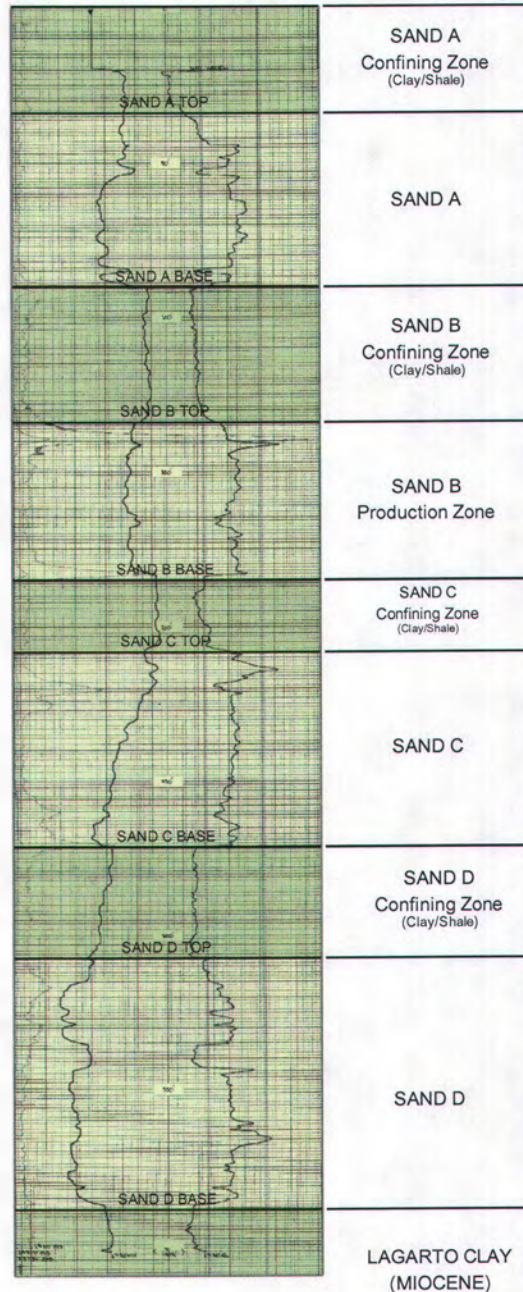 SAND A
Confining Zone
(Clay/Shale)
SAND A TOP
SAND A
SAND A BASE
SAND B
Confining Zone
(Clay/Shale)
SAND B TOP
SAND B
Production Zone
SAND B BASE
SAND C
Confining Zone
(Clay/Shale)
SAND C TOP
SAND C
SAND C BASE
SAND D
Confining Zone
(Clay/Shale)
SAND D TOP
SAND D
SAND D BASE
LAGARTO CLAY
(MIOCENE)